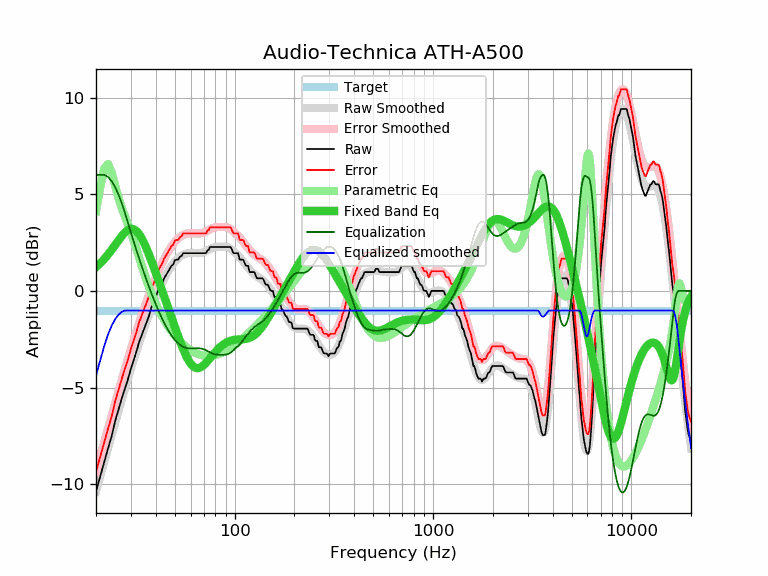 Audio-Technica ATH-A500
Target
Raw Smoothed
Error Smoothed
Raw
Error
Parametric Eq
Fixed Band Eq
Equalization
Equalized smoothed
10
5
0
−5
−10
Amplitude (dBr)
100
1000
10000
Frequency (Hz)